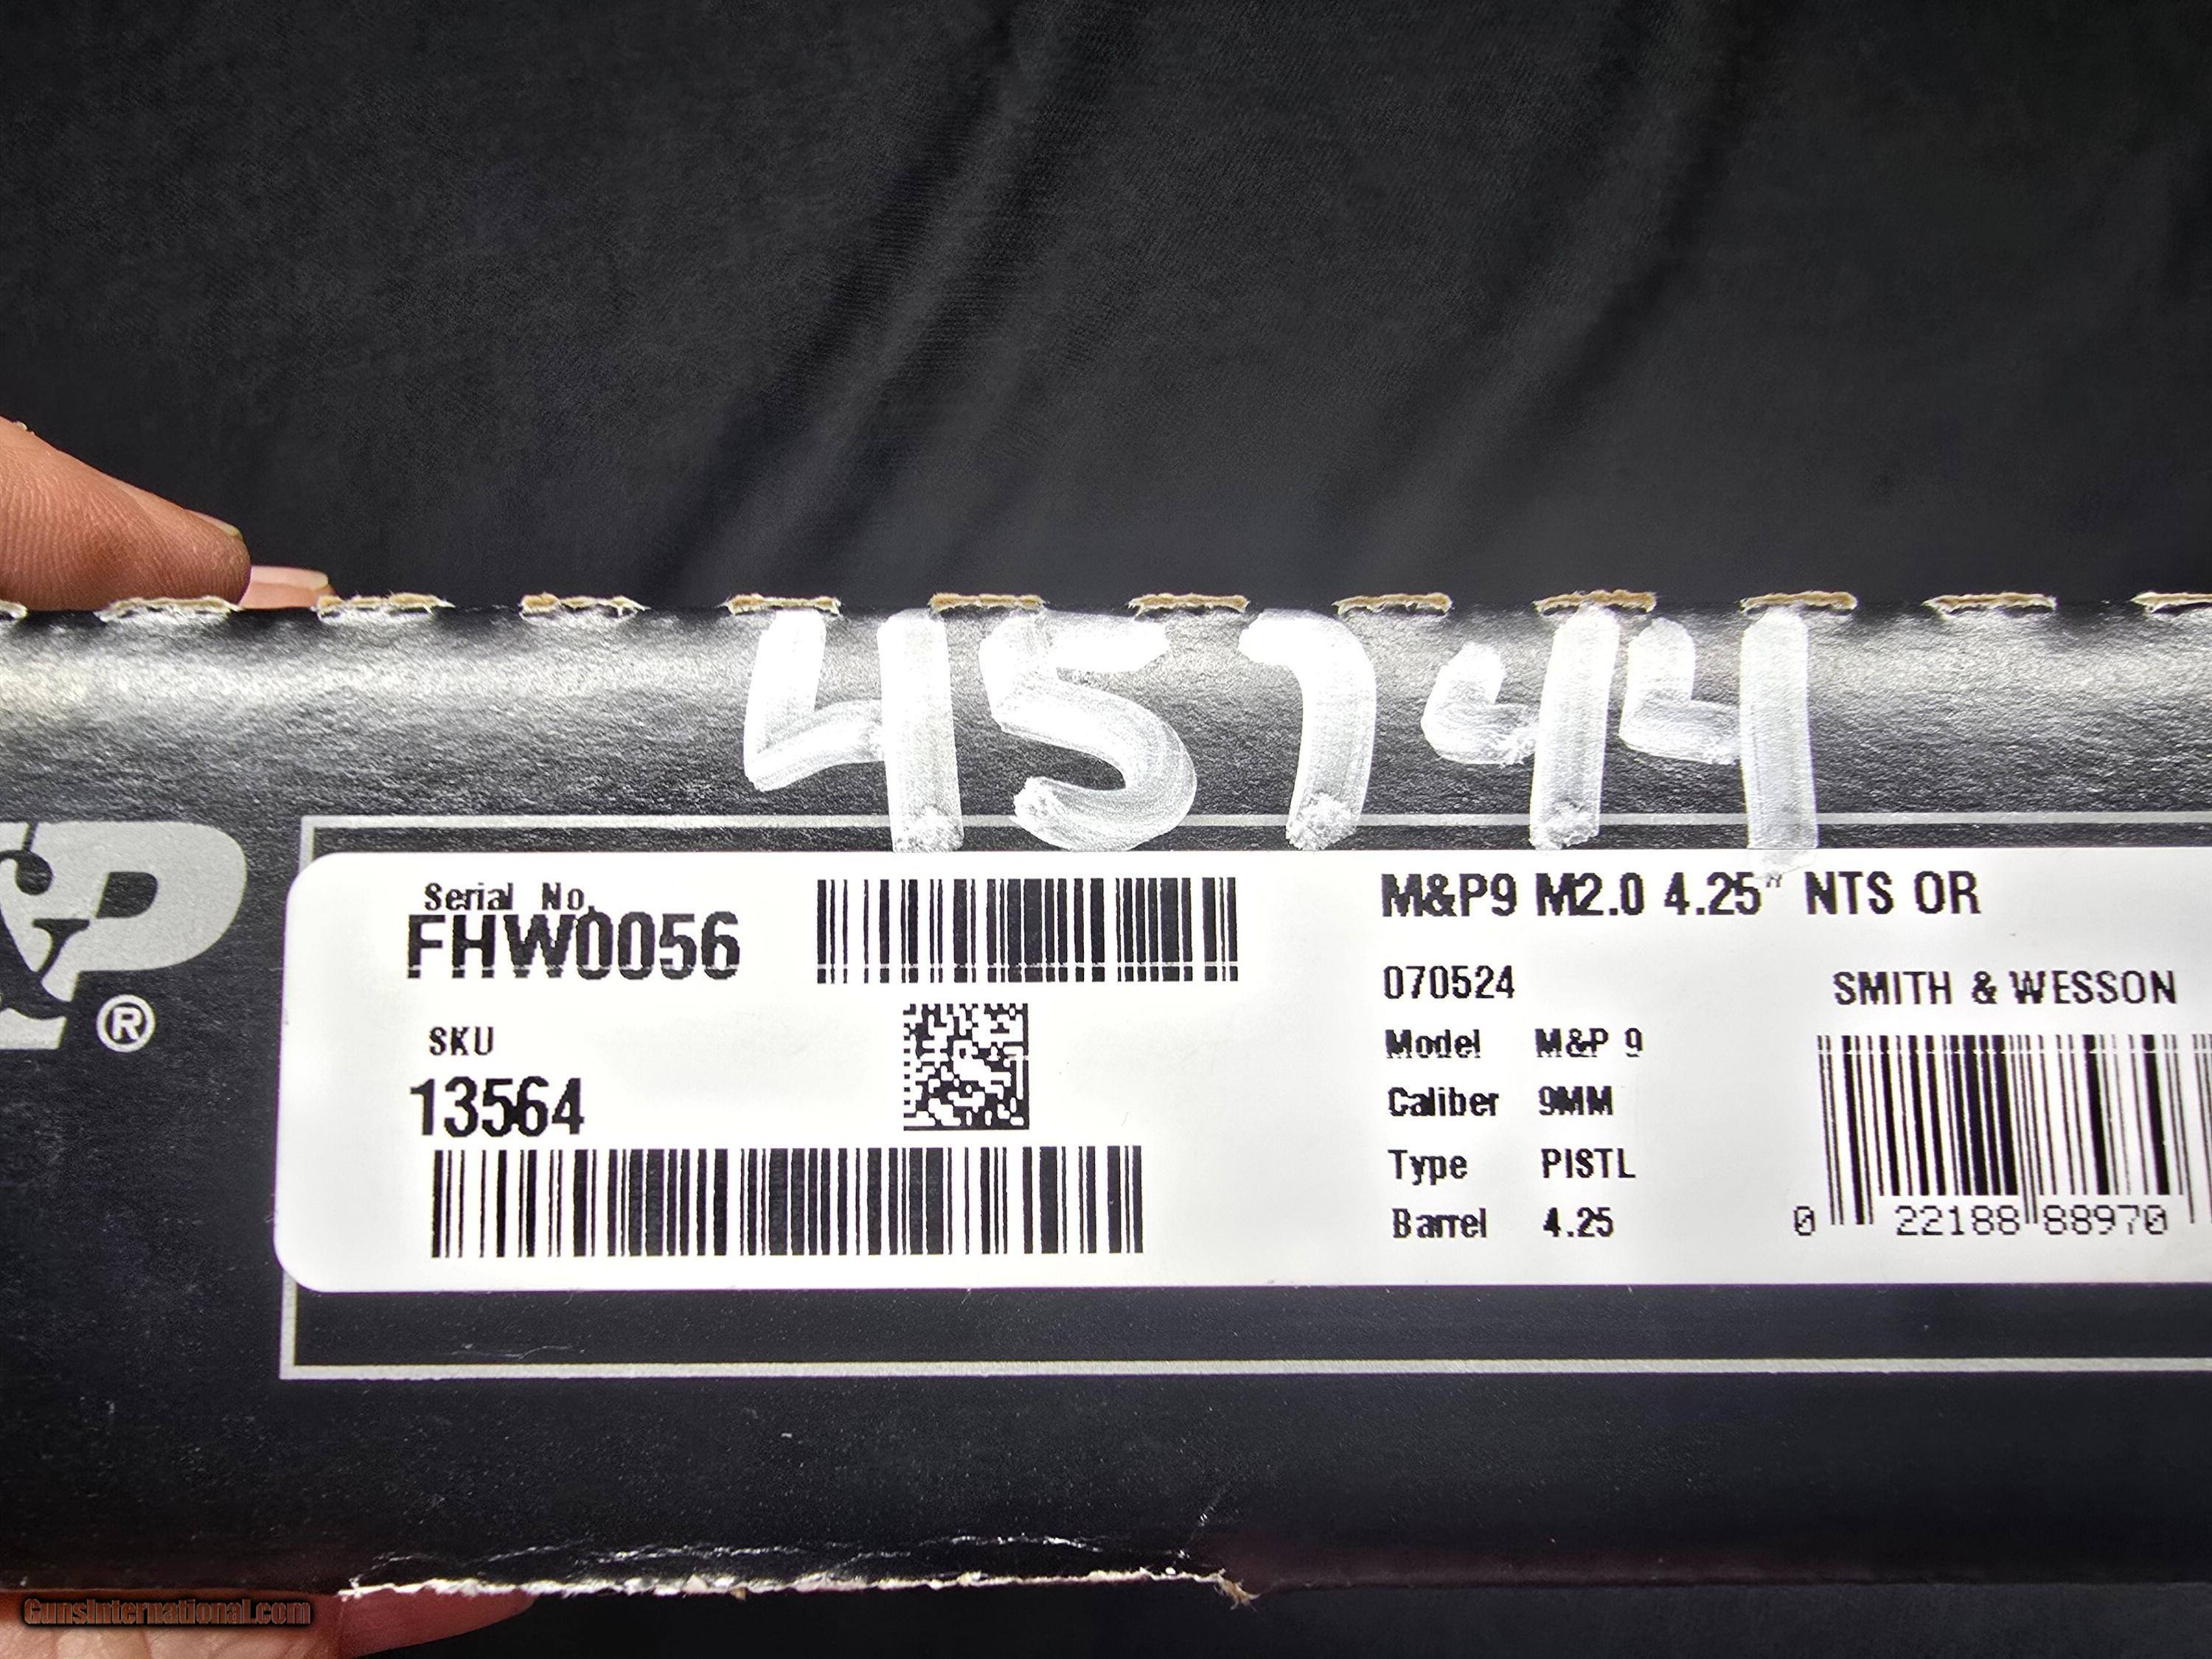 45744
&P®
Serial No.
FHW0056
SKU
13564
M&P9 M2.0 4.25" NTS OR
070524
SMITH & WESSON
Model M&P 9
Caliber 9MM
Type PISTL
Barrel 4.25
0 22188 88970
GunsInternational.com